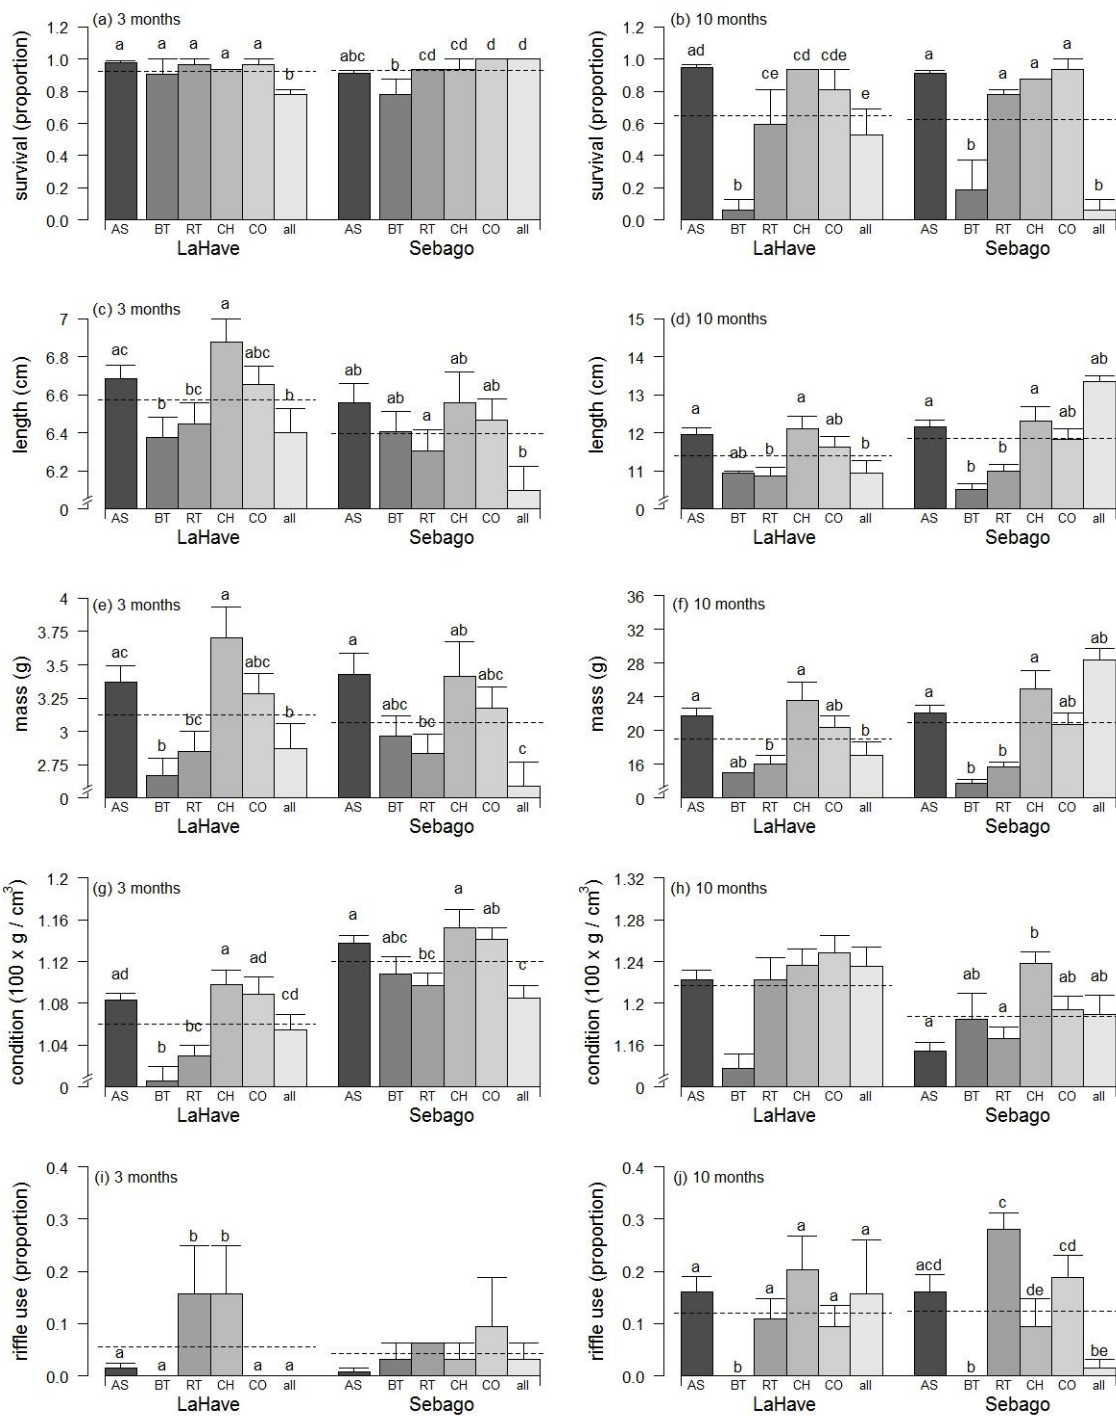 (a) 3 months
survival (proportion)
1.2
1.0
0.8
0.6
0.4
0.2
0.0
a a a a a b
abc b cd cd d d
AS BT RT CH CO all
AS BT RT CH CO all
LaHave
Sebago
(b) 10 months
survival (proportion)
1.2
1.0
0.8
0.6
0.4
0.2
0.0
ad b ce cd cde e
a b a a a b
AS BT RT CH CO all
AS BT RT CH CO all
LaHave
Sebago
(c) 3 months
length (cm)
7
6.8
6.6
6.4
6.2
0
ac b bc a abc b
ab ab a ab ab b
AS BT RT CH CO all
AS BT RT CH CO all
LaHave
Sebago
(d) 10 months
length (cm)
15
14
13
12
11
0
a ab b a ab b
a b b a ab ab
AS BT RT CH CO all
AS BT RT CH CO all
LaHave
Sebago
(e) 3 months
mass (g)
4
3.75
3.5
3.25
3
2.75
0
ac b bc a abc b
a abc bc ab abc c
AS BT RT CH CO all
AS BT RT CH CO all
LaHave
Sebago
(f) 10 months
mass (g)
36
32
28
24
20
16
0
a ab b a ab b
a b b a ab ab
AS BT RT CH CO all
AS BT RT CH CO all
LaHave
Sebago
(g) 3 months
condition (100 x g / cm³)
1.2
1.16
1.12
1.08
1.04
0
ad b bc a ad cd
a abc bc a ab c
AS BT RT CH CO all
AS BT RT CH CO all
LaHave
Sebago
(h) 10 months
condition (100 x g / cm³)
1.32
1.28
1.24
1.2
1.16
0
a ab a b ab ab
AS BT RT CH CO all
AS BT RT CH CO all
LaHave
Sebago
(i) 3 months
riffle use (proportion)
0.4
0.3
0.2
0.1
0.0
a a b b a a
AS BT RT CH CO all
AS BT RT CH CO all
LaHave
Sebago
(j) 10 months
riffle use (proportion)
0.4
0.3
0.2
0.1
0.0
a b a a a a
acd b c de cd be
AS BT RT CH CO all
AS BT RT CH CO all
LaHave
Sebago